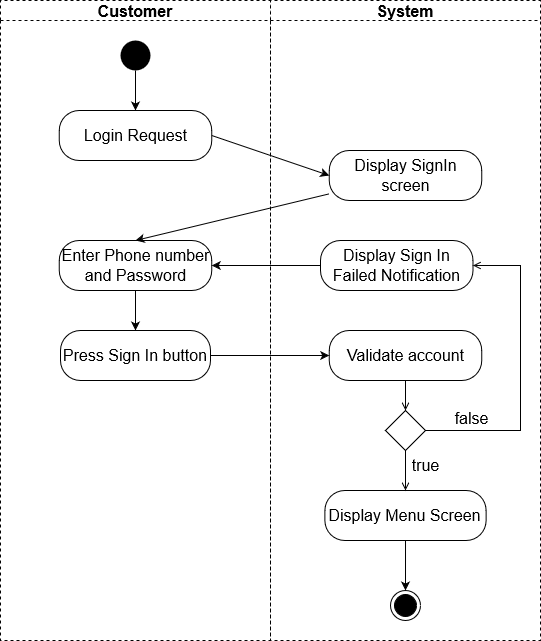 Customer
System
Login Request
Display SignIn
screen
Enter Phone number
and Password
Display Sign In
Failed Notification
Press Sign In button
Validate account
false
true
Display Menu Screen